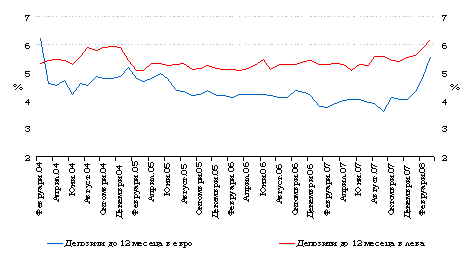 7
7
6
6
5
5
%
%
4
4
3
3
2
2
Февруари.04
Април.04
Юни.04
Август.04
Октомври.04
Декември.04
Февруари.05
Април.05
Юни.05
Август.05
Октомври.05
Декември.05
Февруари.06
Април.06
Юни.06
Август.06
Октомври.06
Декември.06
Февруари.07
Април.07
Юни.07
Август.07
Октомври.07
Декември.07
Февруари.08
Депозити до 12 месеца в евро
Депозити до 12 месеца в лева